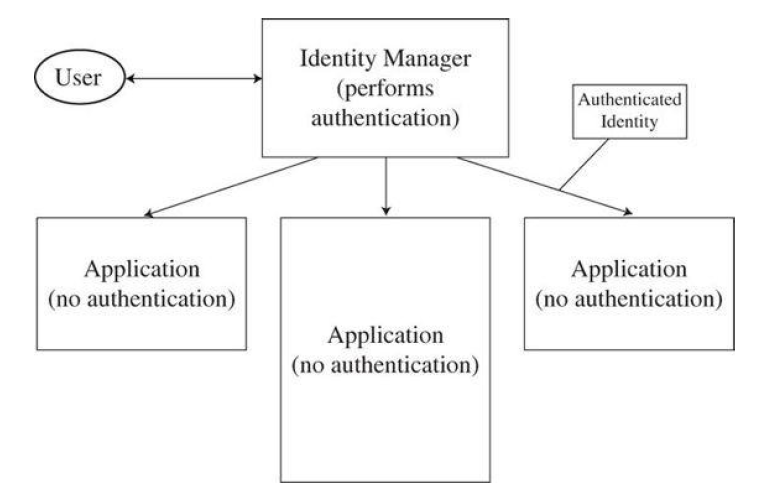 User
Identity Manager
(performs
authentication)
Authenticated
Identity
Application
(no authentication)
Application
(no authentication)
Application
(no authentication)